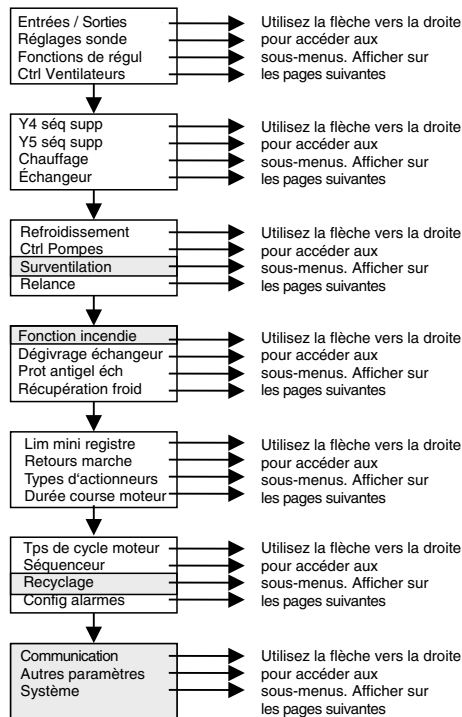 Entrées / Sorties
Réglages sonde
Fonctions de régul
Ctrl Ventilateurs
Utilisez la flèche vers la droite
pour accéder aux
sous-menus. Afficher sur
les pages suivantes
Y4 séq supp
Y5 séq supp
Chauffage
Échangeur
Utilisez la flèche vers la droite
pour accéder aux
sous-menus. Afficher sur
les pages suivantes
Refroidissement
Ctrl Pompes
Surventilation
Relance
Utilisez la flèche vers la droite
pour accéder aux
sous-menus. Afficher sur
les pages suivantes
Fonction incendie
Dégivrage échangeur
Prot antigel éch
Récupération froid
Utilisez la flèche vers la droite
pour accéder aux
sous-menus. Afficher sur
les pages suivantes
Lim mini registre
Retours marche
Types d‘actionneurs
Durée course moteur
Utilisez la flèche vers la droite
pour accéder aux
sous-menus. Afficher sur
les pages suivantes
Tps de cycle moteur
Séquenceur
Recyclage
Config alarmes
Utilisez la flèche vers la droite
pour accéder aux
sous-menus. Afficher sur
les pages suivantes
Communication
Autres paramètres
Système
Utilisez la flèche vers la droite
pour accéder aux
sous-menus. Afficher sur
les pages suivantes